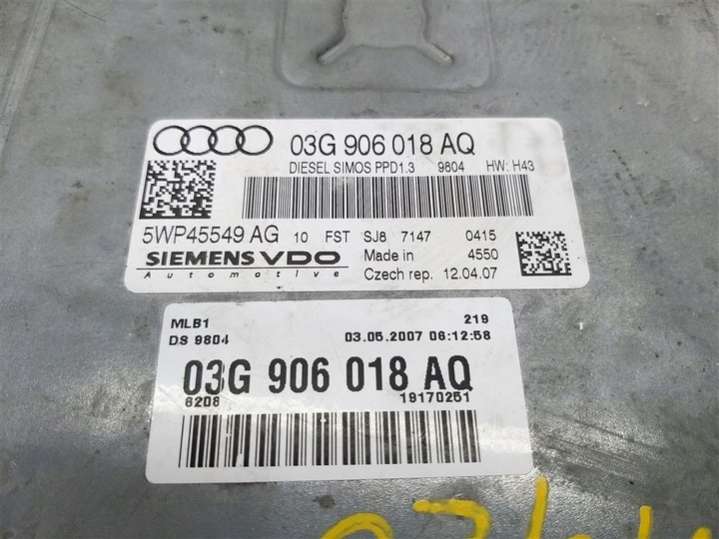 03G 906 018 AQ
DIESEL SIMOS PPD1.3 9804 HW: H43
5WP45549 AG 10 FST SJ8 7147 0415
SIEMENS VDO Made in 4550
Automotive Czech rep. 12.04.07
MLB1 219
DS 9804 03.05.2007 06:12:58
03G 906 018 AQ
6208 19170251